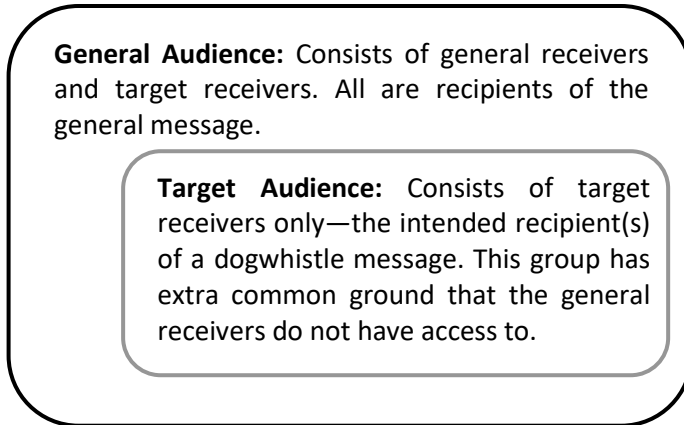 General Audience: Consists of general receivers
and target receivers. All are recipients of the
general message.
Target Audience: Consists of target
receivers only—the intended recipient(s)
of a dogwhistle message. This group has
extra common ground that the general
receivers do not have access to.